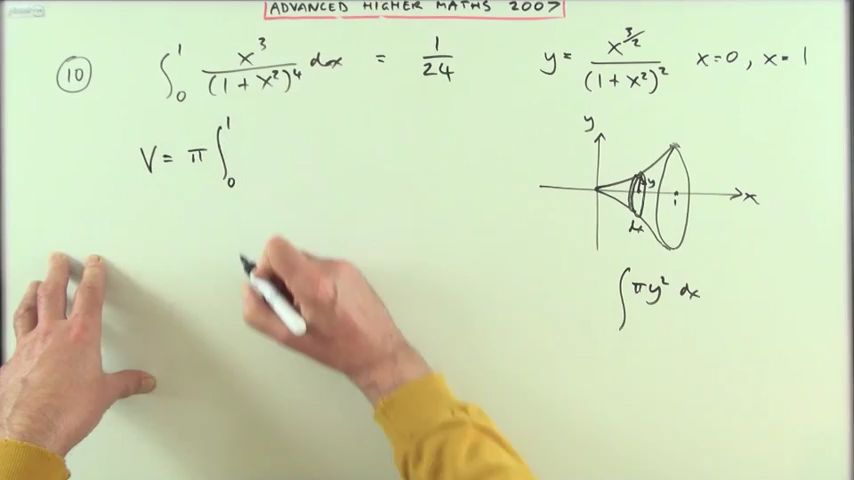 ADVANCED HIGHER MATHS 2007
10 ∫₀¹ x³/(1 + x²)⁴ dx = 1/24
y = x^(3/2)/(1 + x²)² x=0, x=1
V = π ∫₀¹
y
y
x
1
dx
∫ πy² dx